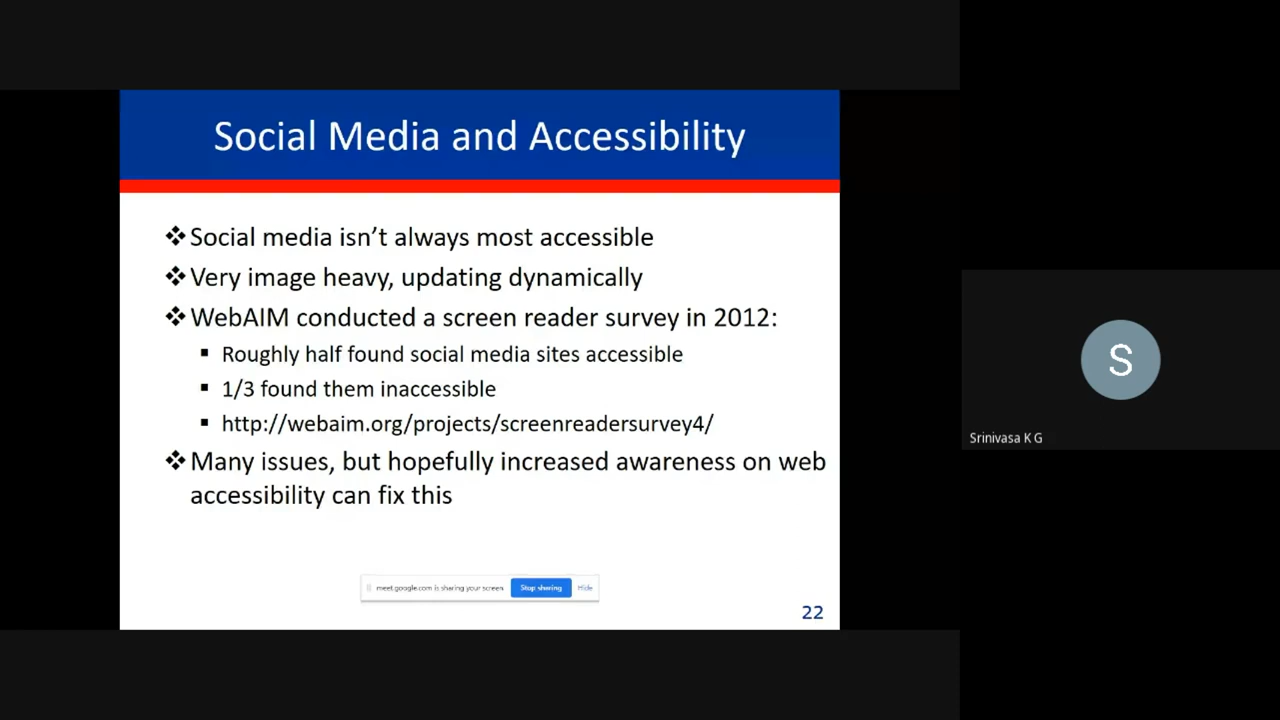 Social Media and Accessibility
❖Social media isn’t always most accessible
❖Very image heavy, updating dynamically
❖WebAIM conducted a screen reader survey in 2012:
▪ Roughly half found social media sites accessible
▪ 1/3 found them inaccessible
▪ http://webaim.org/projects/screenreadersurvey4/
❖Many issues, but hopefully increased awareness on web
accessibility can fix this
meet.google.com is sharing your screen Stop sharing Hide
22
S
Srinivasa K G